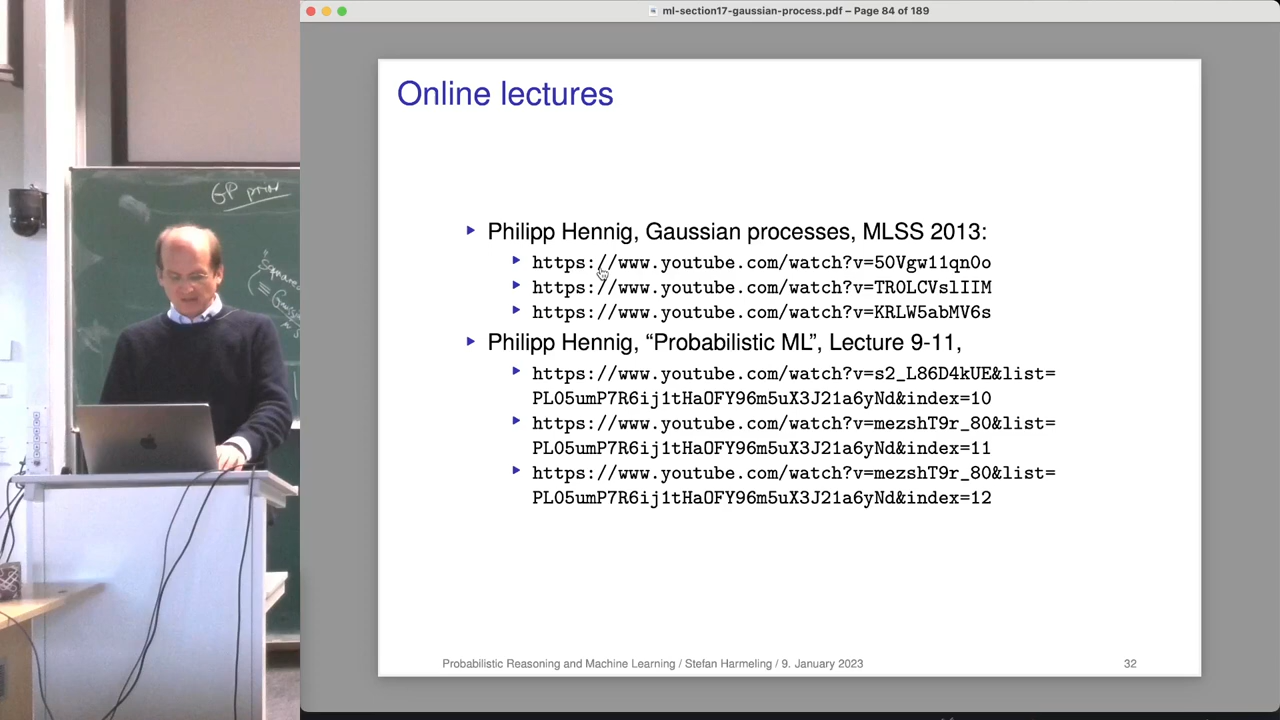 ml-section17-gaussian-process.pdf – Page 84 of 189
Online lectures
Philipp Hennig, Gaussian processes, MLSS 2013:
https://www.youtube.com/watch?v=50Vgw11qn0o
https://www.youtube.com/watch?v=TROLCVslIIM
https://www.youtube.com/watch?v=KRLW5abMV6s
Philipp Hennig, “Probabilistic ML”, Lecture 9-11,
https://www.youtube.com/watch?v=s2_L86D4kUE&list=
PL05umP7R6ij1tHaOFY96m5uX3J21a6yNd&index=10
https://www.youtube.com/watch?v=mezshT9r_80&list=
PL05umP7R6ij1tHaOFY96m5uX3J21a6yNd&index=11
https://www.youtube.com/watch?v=mezshT9r_80&list=
PL05umP7R6ij1tHaOFY96m5uX3J21a6yNd&index=12
Probabilistic Reasoning and Machine Learning / Stefan Harmeling / 9. January 2023
32
GP prior